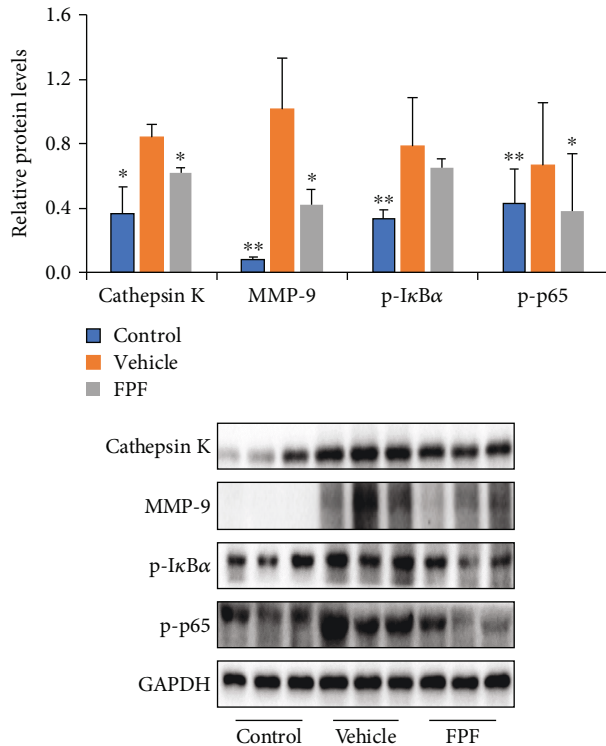 1.6
1.2
0.8
0.4
0.0
Relative protein levels
* * ** * ** ** *
Cathepsin K MMP-9 p-IκBα p-p65
Control
Vehicle
FPF
Cathepsin K
MMP-9
p-IκBα
p-p65
GAPDH
Control Vehicle FPF